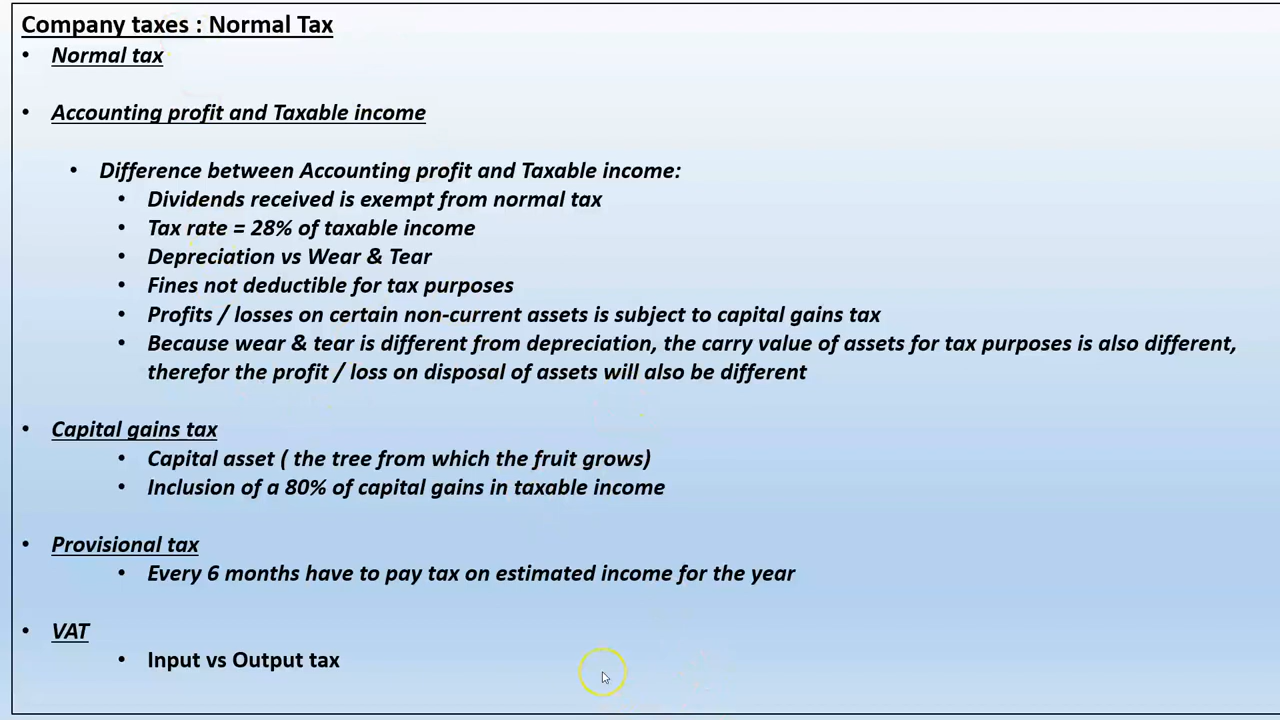 Company taxes : Normal Tax
• Normal tax
• Accounting profit and Taxable income
• Difference between Accounting profit and Taxable income:
• Dividends received is exempt from normal tax
• Tax rate = 28% of taxable income
• Depreciation vs Wear & Tear
• Fines not deductible for tax purposes
• Profits / losses on certain non-current assets is subject to capital gains tax
• Because wear & tear is different from depreciation, the carry value of assets for tax purposes is also different,
therefor the profit / loss on disposal of assets will also be different
• Capital gains tax
• Capital asset ( the tree from which the fruit grows)
• Inclusion of a 80% of capital gains in taxable income
• Provisional tax
• Every 6 months have to pay tax on estimated income for the year
• VAT
• Input vs Output tax